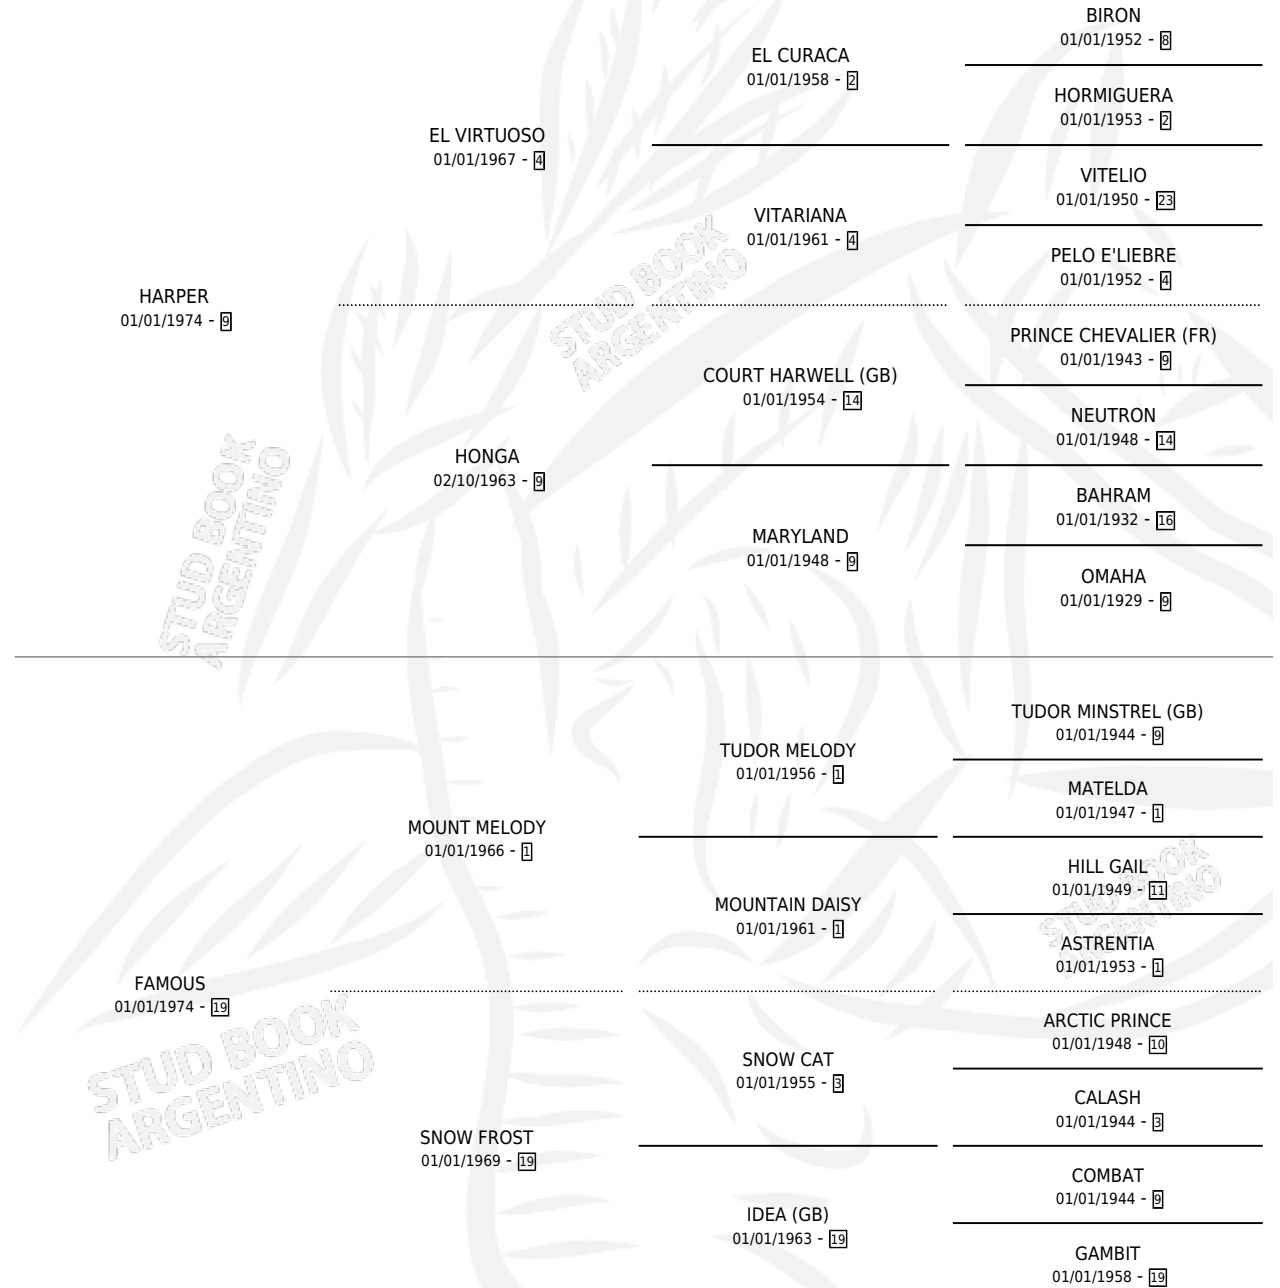 BIRON
01/01/1952 - 8
EL CURACA
01/01/1958 - 2
HORMIGUERA
01/01/1953 - 2
EL VIRTUOSO
01/01/1967 - 4
VITELIO
01/01/1950 - 23
VITARIANA
01/01/1961 - 4
PELO E'LIEBRE
01/01/1952 - 4
HARPER
01/01/1974 - 9
STUD BOOK
ARGENTINO
PRINCE CHEVALIER (FR)
01/01/1943 - 9
COURT HARWELL (GB)
01/01/1954 - 14
NEUTRON
01/01/1948 - 14
HONGA
02/10/1963 - 9
BAHRAM
01/01/1932 - 16
MARYLAND
01/01/1948 - 9
OMAHA
01/01/1929 - 9
STUD BOOK
ARGENTINO
TUDOR MINSTREL (GB)
01/01/1944 - 9
TUDOR MELODY
01/01/1956 - 1
MATELDA
01/01/1947 - 1
MOUNT MELODY
01/01/1966 - 1
HILL GAIL
01/01/1949 - 11
MOUNTAIN DAISY
01/01/1961 - 1
ASTRENTIA
01/01/1953 - 1
STUD BOOK
ARGENTINO
FAMOUS
01/01/1974 - 19
ARCTIC PRINCE
01/01/1948 - 10
SNOW CAT
01/01/1955 - 3
CALASH
01/01/1944 - 3
STUD BOOK
ARGENTINO
SNOW FROST
01/01/1969 - 19
COMBAT
01/01/1944 - 9
IDEA (GB)
01/01/1963 - 19
GAMBIT
01/01/1958 - 19